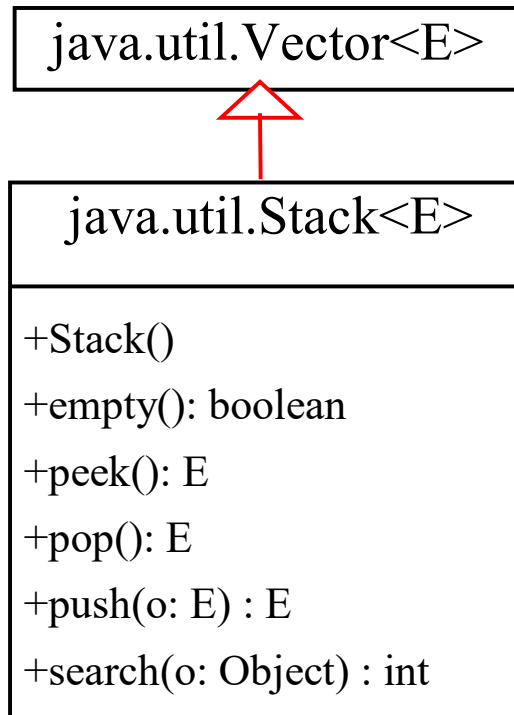 java.util.Vector<E>
java.util.Stack<E>
+Stack()
+empty(): boolean
+peek(): E
+pop(): E
+push(o: E) : E
+search(o: Object) : int